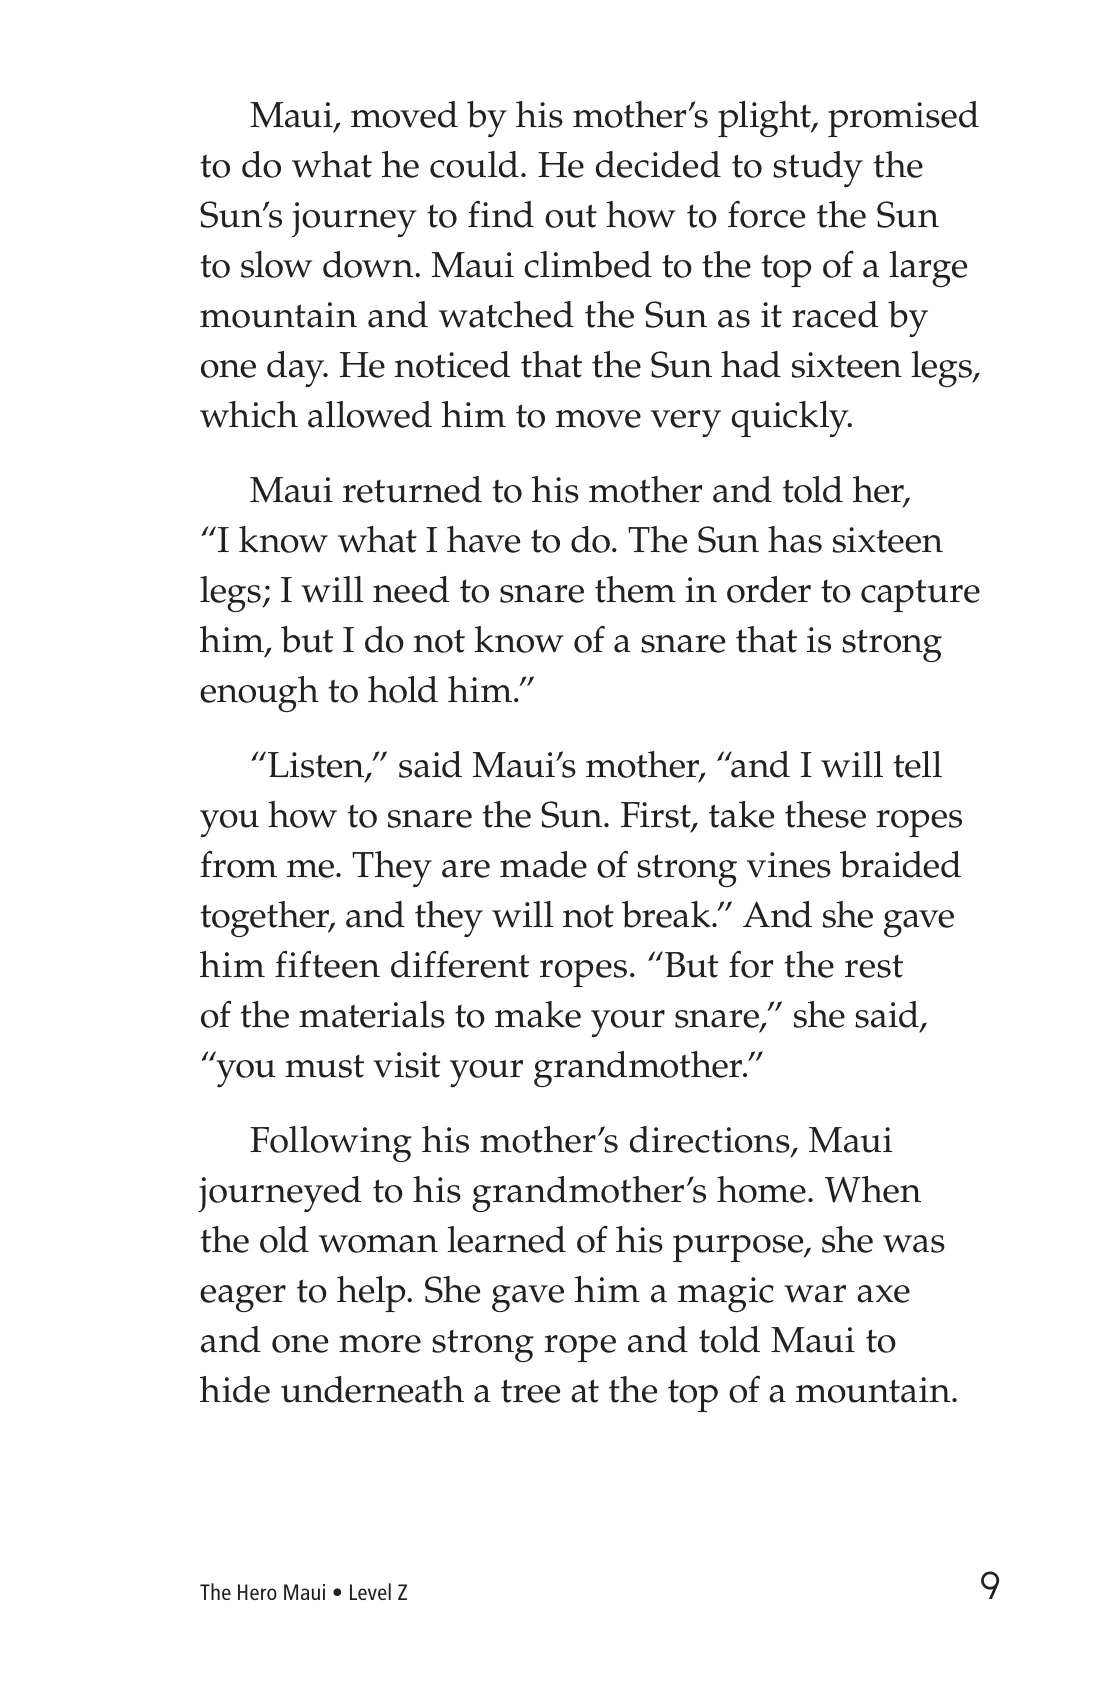 Maui, moved by his mother’s plight, promised
to do what he could. He decided to study the
Sun’s journey to find out how to force the Sun
to slow down. Maui climbed to the top of a large
mountain and watched the Sun as it raced by
one day. He noticed that the Sun had sixteen legs,
which allowed him to move very quickly.
Maui returned to his mother and told her,
“I know what I have to do. The Sun has sixteen
legs; I will need to snare them in order to capture
him, but I do not know of a snare that is strong
enough to hold him.”
“Listen,” said Maui’s mother, “and I will tell
you how to snare the Sun. First, take these ropes
from me. They are made of strong vines braided
together, and they will not break.” And she gave
him fifteen different ropes. “But for the rest
of the materials to make your snare,” she said,
“you must visit your grandmother.”
Following his mother’s directions, Maui
journeyed to his grandmother’s home. When
the old woman learned of his purpose, she was
eager to help. She gave him a magic war axe
and one more strong rope and told Maui to
hide underneath a tree at the top of a mountain.
The Hero Maui • Level Z
9